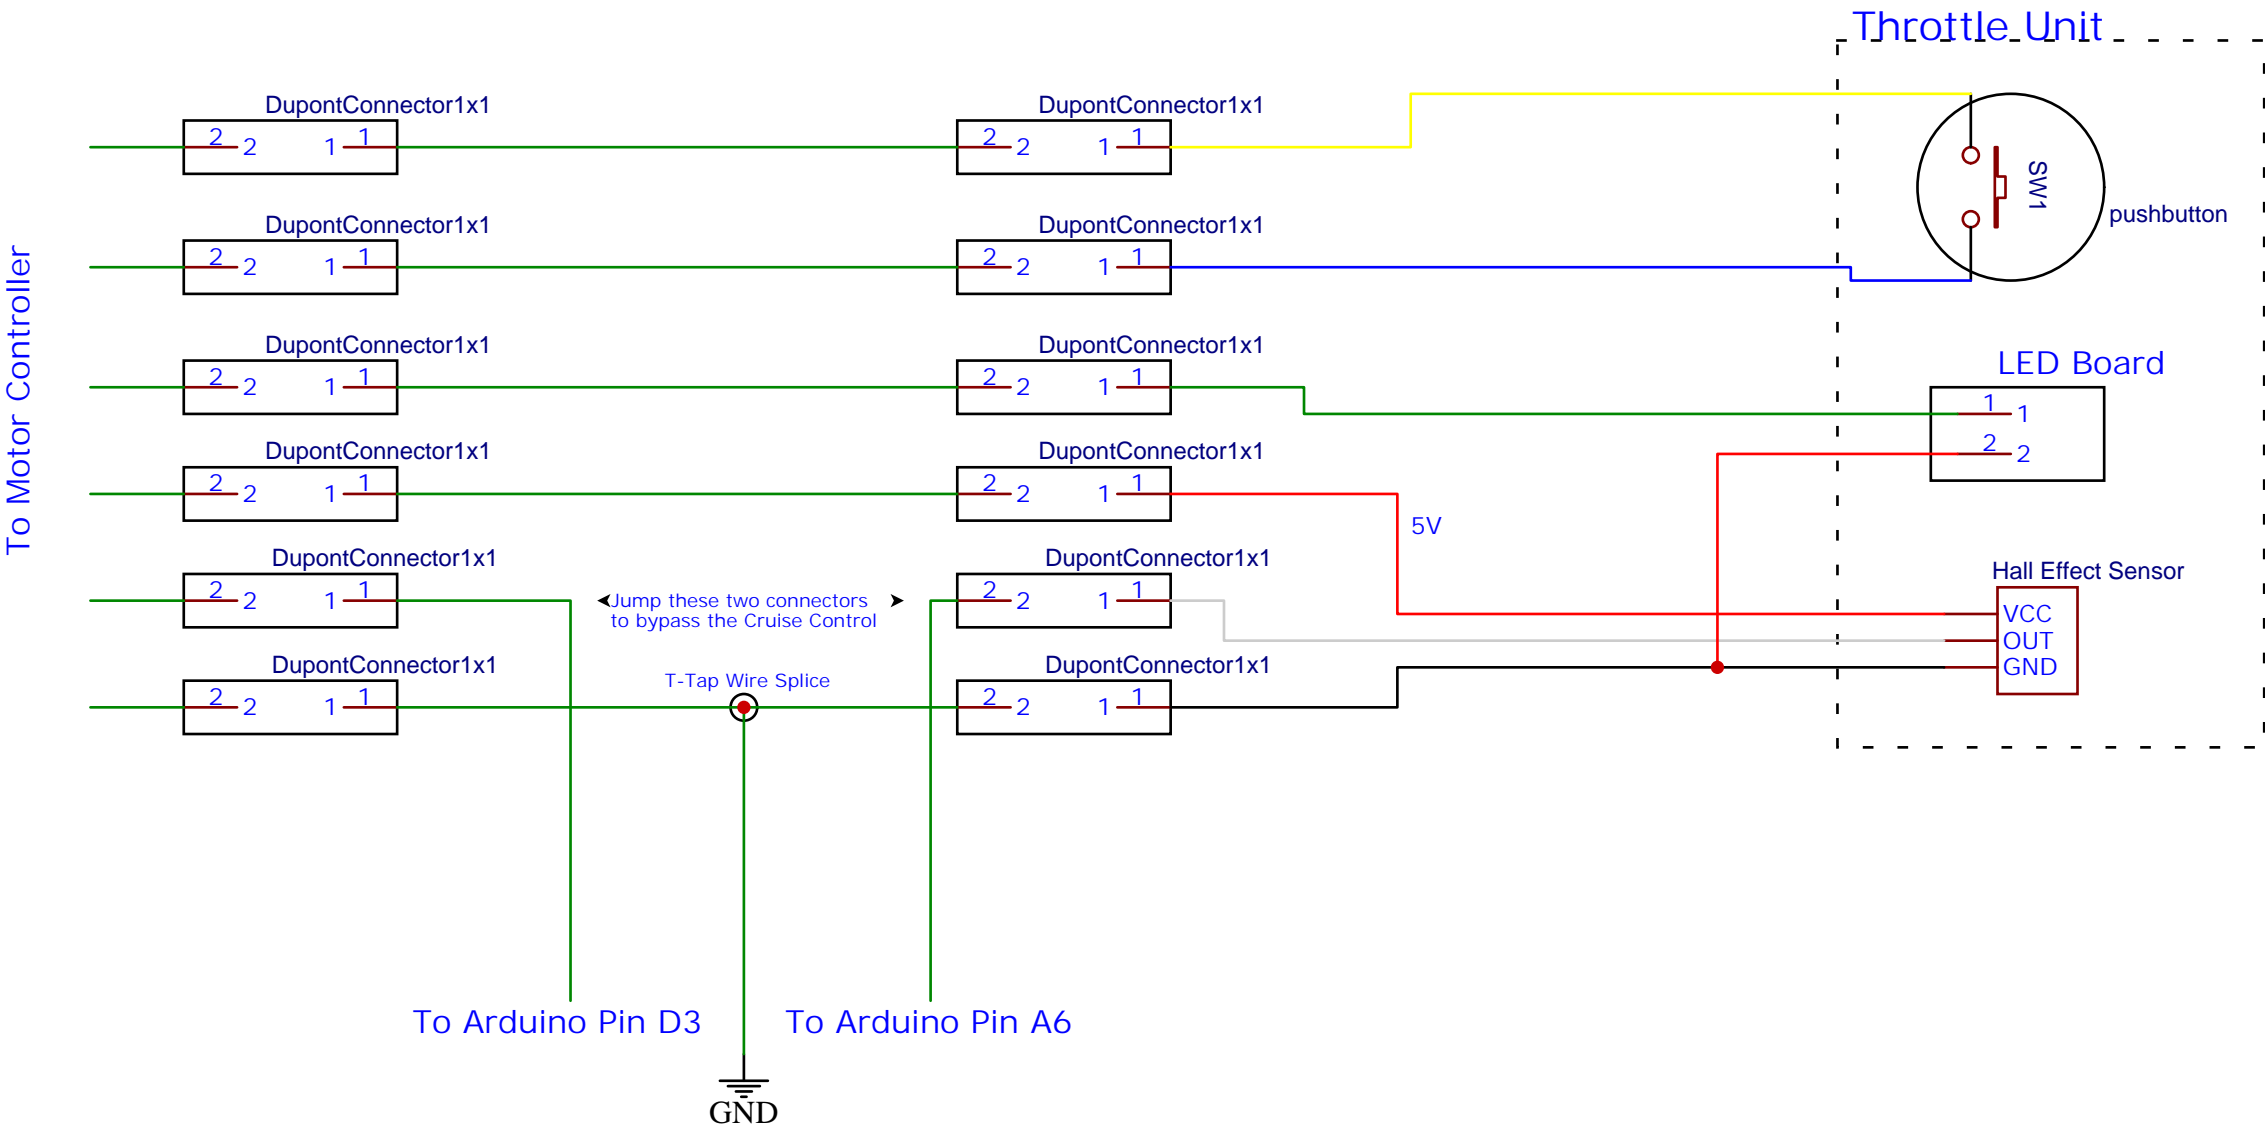 Throttle Unit
DupontConnector1x1
2 2 1 1
DupontConnector1x1
2 2 1 1
SW1
pushbutton
DupontConnector1x1
2 2 1 1
DupontConnector1x1
2 2 1 1
To Motor Controller
DupontConnector1x1
2 2 1 1
DupontConnector1x1
2 2 1 1
LED Board
1 1
2 2
DupontConnector1x1
2 2 1 1
DupontConnector1x1
2 2 1 1
5V
DupontConnector1x1
2 2 1 1
Jump these two connectors
to bypass the Cruise Control
DupontConnector1x1
2 2 1 1
Hall Effect Sensor
VCC
OUT
GND
DupontConnector1x1
2 2 1 1
T-Tap Wire Splice
DupontConnector1x1
2 2 1 1
To Arduino Pin D3
To Arduino Pin A6
GND